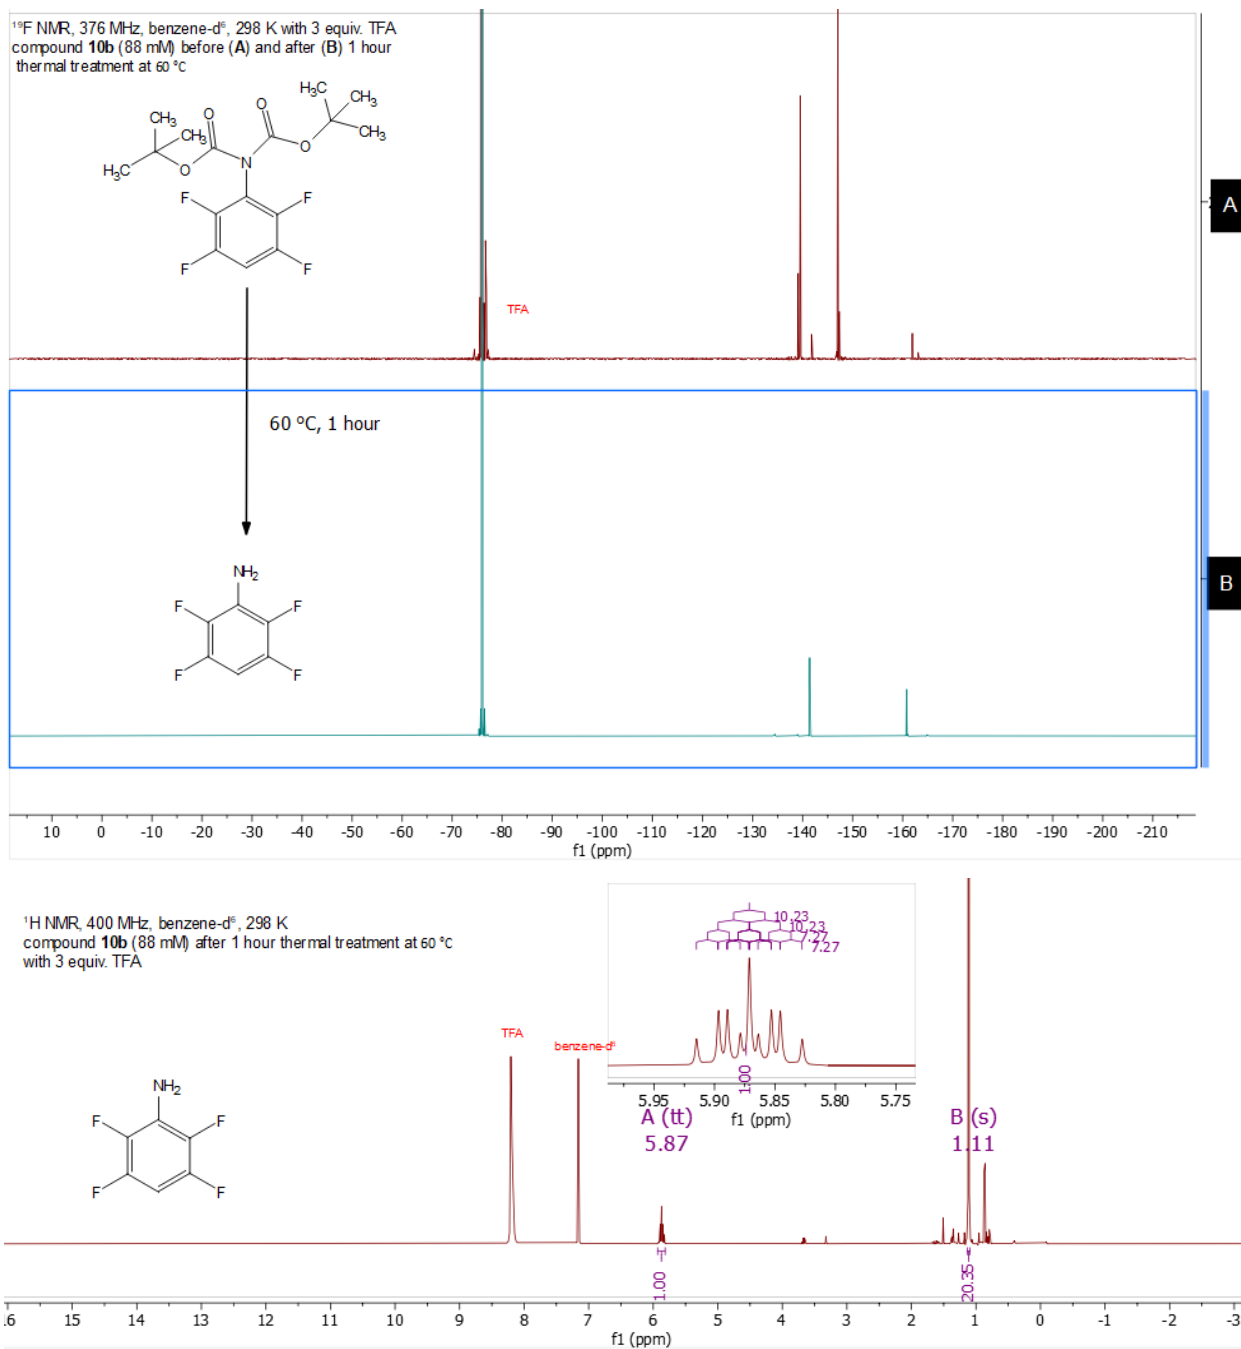 ¹⁹F NMR, 376 MHz, benzene-d⁶, 298 K with 3 equiv. TFA
compound 10b (88 mM) before (A) and after (B) 1 hour
thermal treatment at 60 °C
H₃C
CH₃
CH₃
O
O
CH₃
H₃C
CH₃
O
O
N
F
F
F
F
TFA
A
60 ºC, 1 hour
NH₂
F
F
F
F
B
10 0 -10 -20 -30 -40 -50 -60 -70 -80 -90 -100 -110 -120 -130 -140 -150 -160 -170 -180 -190 -200 -210
f1 (ppm)
¹H NMR, 400 MHz, benzene-d⁶, 298 K
compound 10b (88 mM) after 1 hour thermal treatment at 60 °C
with 3 equiv. TFA
10.23
10.23
7.27
7.27
TFA
benzene-d⁶
1.00
5.95 5.90 5.85 5.80 5.75
f1 (ppm)
A (tt)
5.87
B (s)
1.11
NH₂
F
F
F
F
1.00
20.35
16 15 14 13 12 11 10 9 8 7 6 5 4 3 2 1 0 -1 -2 -3
f1 (ppm)